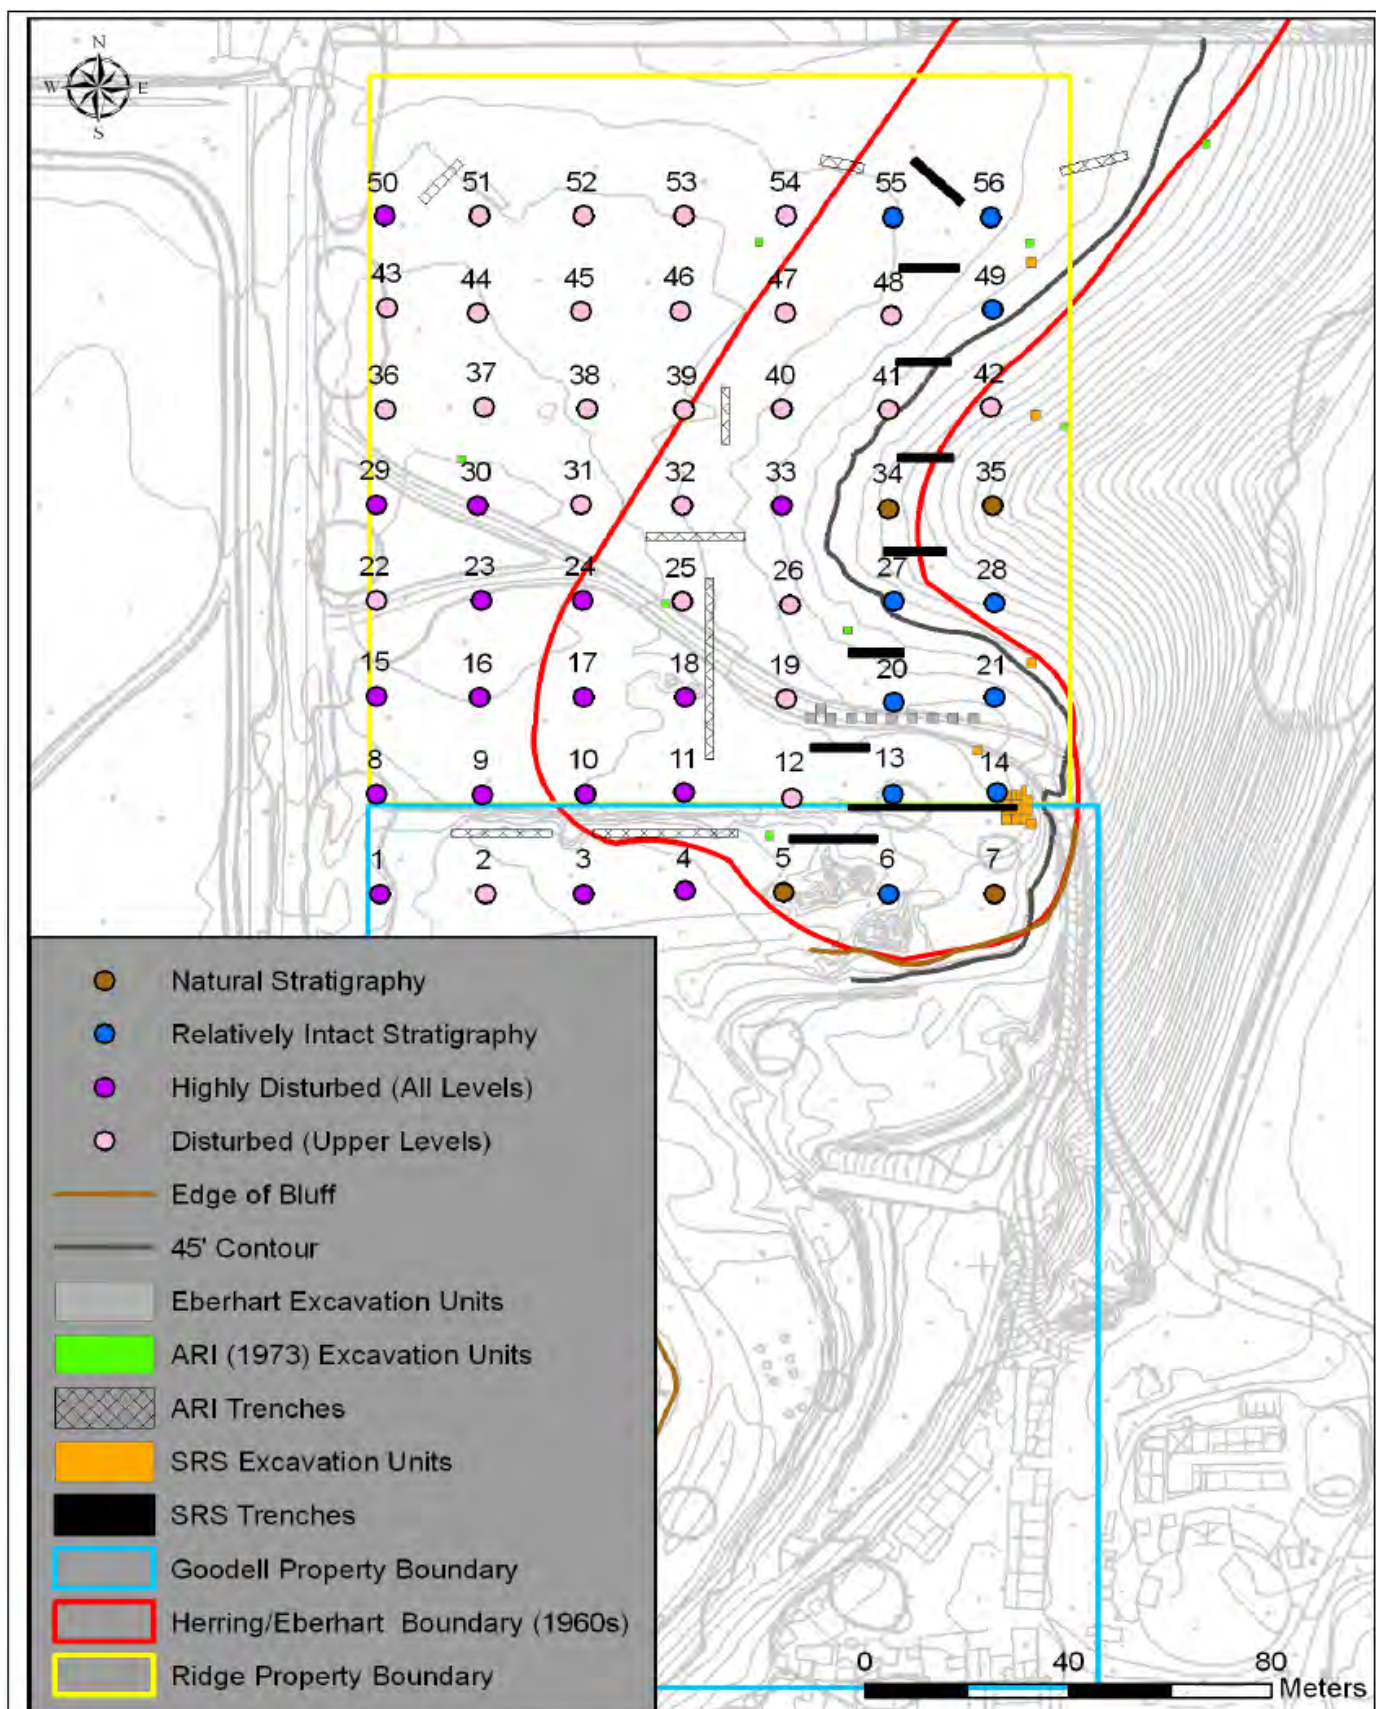 N
W E
S
50 51 52 53 54 55 56
43 44 45 46 47 48 49
36 37 38 39 40 41 42
29 30 31 32 33 34 35
22 23 24 25 26 27 28
15 16 17 18 19 20 21
8 9 10 11 12 13 14
1 2 3 4 5 6 7
Natural Stratigraphy
Relatively Intact Stratigraphy
Highly Disturbed (All Levels)
Disturbed (Upper Levels)
Edge of Bluff
45' Contour
Eberhart Excavation Units
ARI (1973) Excavation Units
ARI Trenches
SRS Excavation Units
SRS Trenches
Goodell Property Boundary
Herring/Eberhart Boundary (1960s)
Ridge Property Boundary
0 40 80
Meters